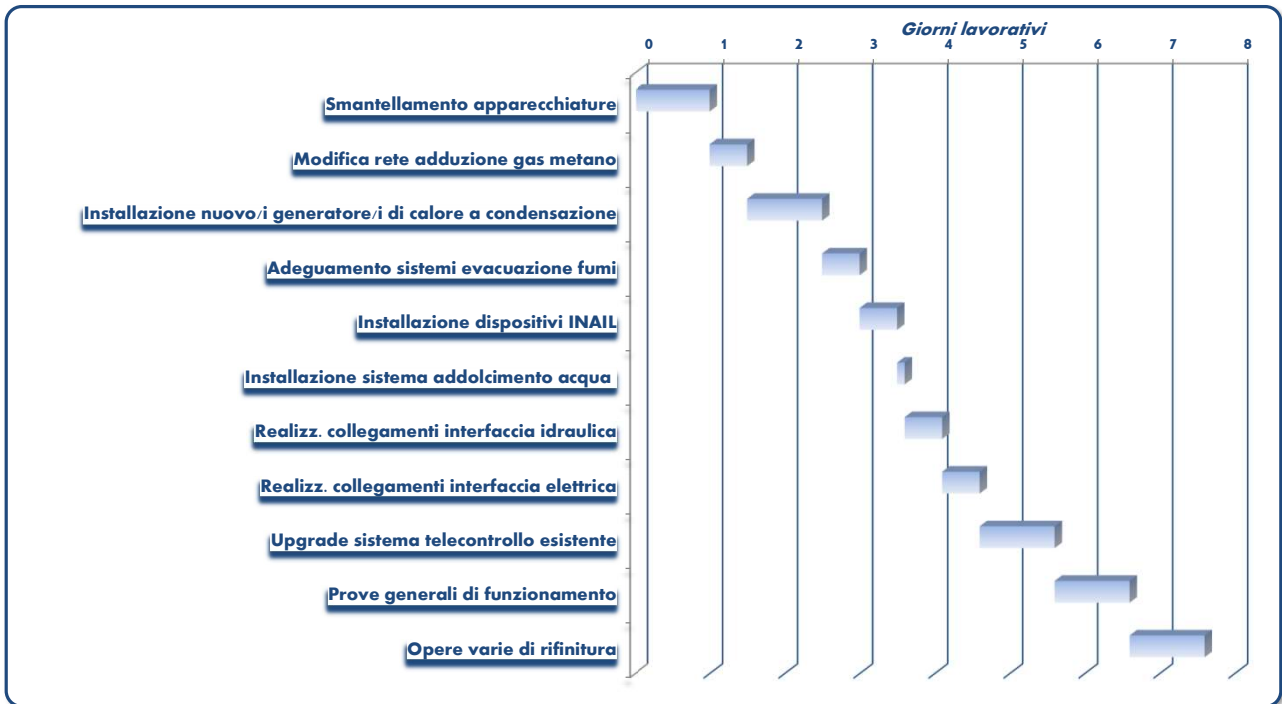 Giorni lavorativi
0 1 2 3 4 5 6 7 8
Smantellamento apparecchiature
Modifica rete adduzione gas metano
Installazione nuovo/i generatore/i di calore a condensazione
Adeguamento sistemi evacuazione fumi
Installazione dispositivi INAIL
Installazione sistema addolcimento acqua
Realizz. collegamenti interfaccia idraulica
Realizz. collegamenti interfaccia elettrica
Upgrade sistema telecontrollo esistente
Prove generali di funzionamento
Opere varie di rifinitura